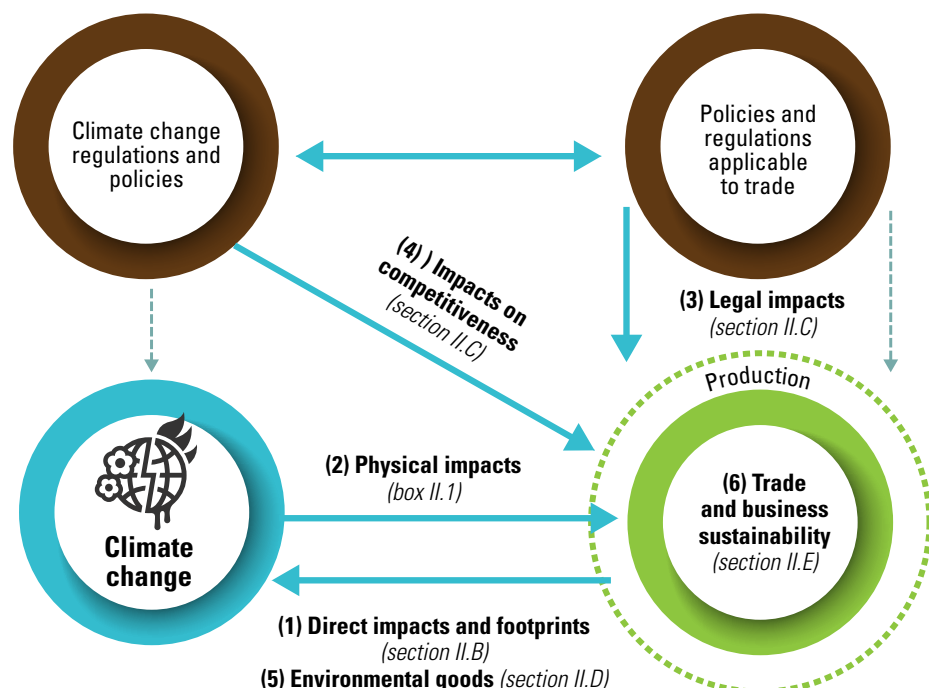 Climate change
regulations and
policies
Policies and
regulations
applicable
to trade
(4) ) Impacts on
competitiveness
(section II.C)
(3) Legal impacts
(section II.C)
Production
Climate
change
(2) Physical impacts
(box II.1)
(6) Trade
and business
sustainability
(section II.E)
(1) Direct impacts and footprints
(section II.B)
(5) Environmental goods (section II.D)